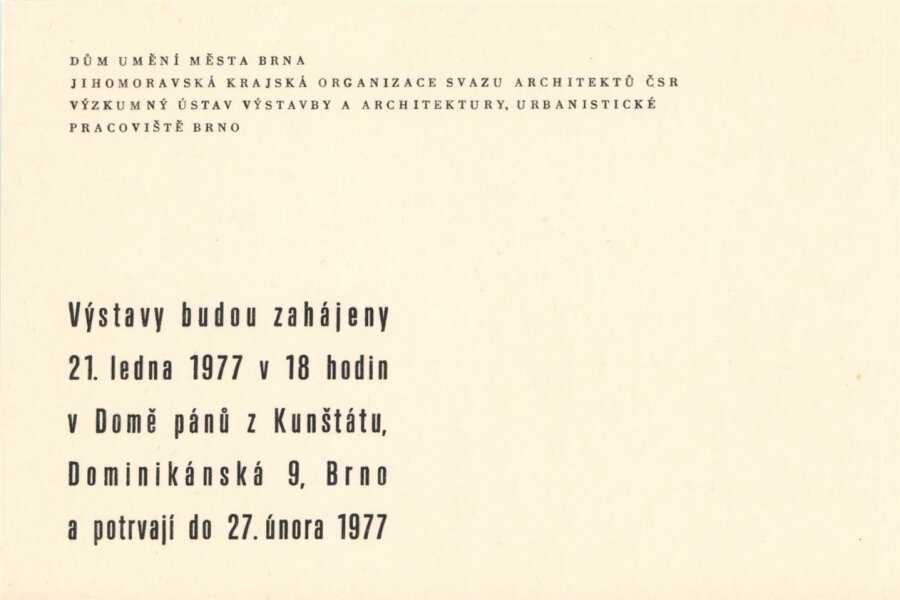 DŮM UMĚNÍ MĚSTA BRNA
JIHOMORAVSKÁ KRAJSKÁ ORGANIZACE SVAZU ARCHITEKTŮ ČSR
VÝZKUMNÝ ÚSTAV VÝSTAVBY A ARCHITEKTURY, URBANISTICKÉ
PRACOVIŠTĚ BRNO
Výstavy budou zahájeny
21. ledna 1977 v 18 hodin
v Domě pánů z Kunštátu,
Dominikánská 9, Brno
a potrvají do 27. února 1977